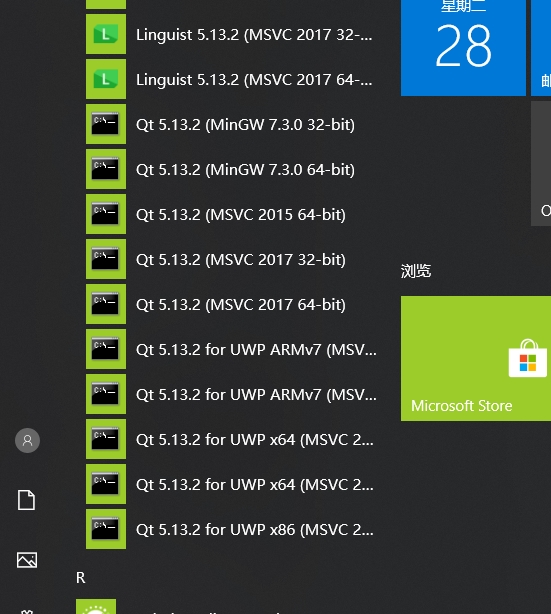 Linguist 5.13.2 (MSVC 2017 32-...
Linguist 5.13.2 (MSVC 2017 64-...
Qt 5.13.2 (MinGW 7.3.0 32-bit)
Qt 5.13.2 (MinGW 7.3.0 64-bit)
Qt 5.13.2 (MSVC 2015 64-bit)
Qt 5.13.2 (MSVC 2017 32-bit)
Qt 5.13.2 (MSVC 2017 64-bit)
Qt 5.13.2 for UWP ARMv7 (MSV...
Qt 5.13.2 for UWP ARMv7 (MSV...
Qt 5.13.2 for UWP x64 (MSVC 2...
Qt 5.13.2 for UWP x64 (MSVC 2...
Qt 5.13.2 for UWP x86 (MSVC 2...
R
星期二
28
浏览
Microsoft Store